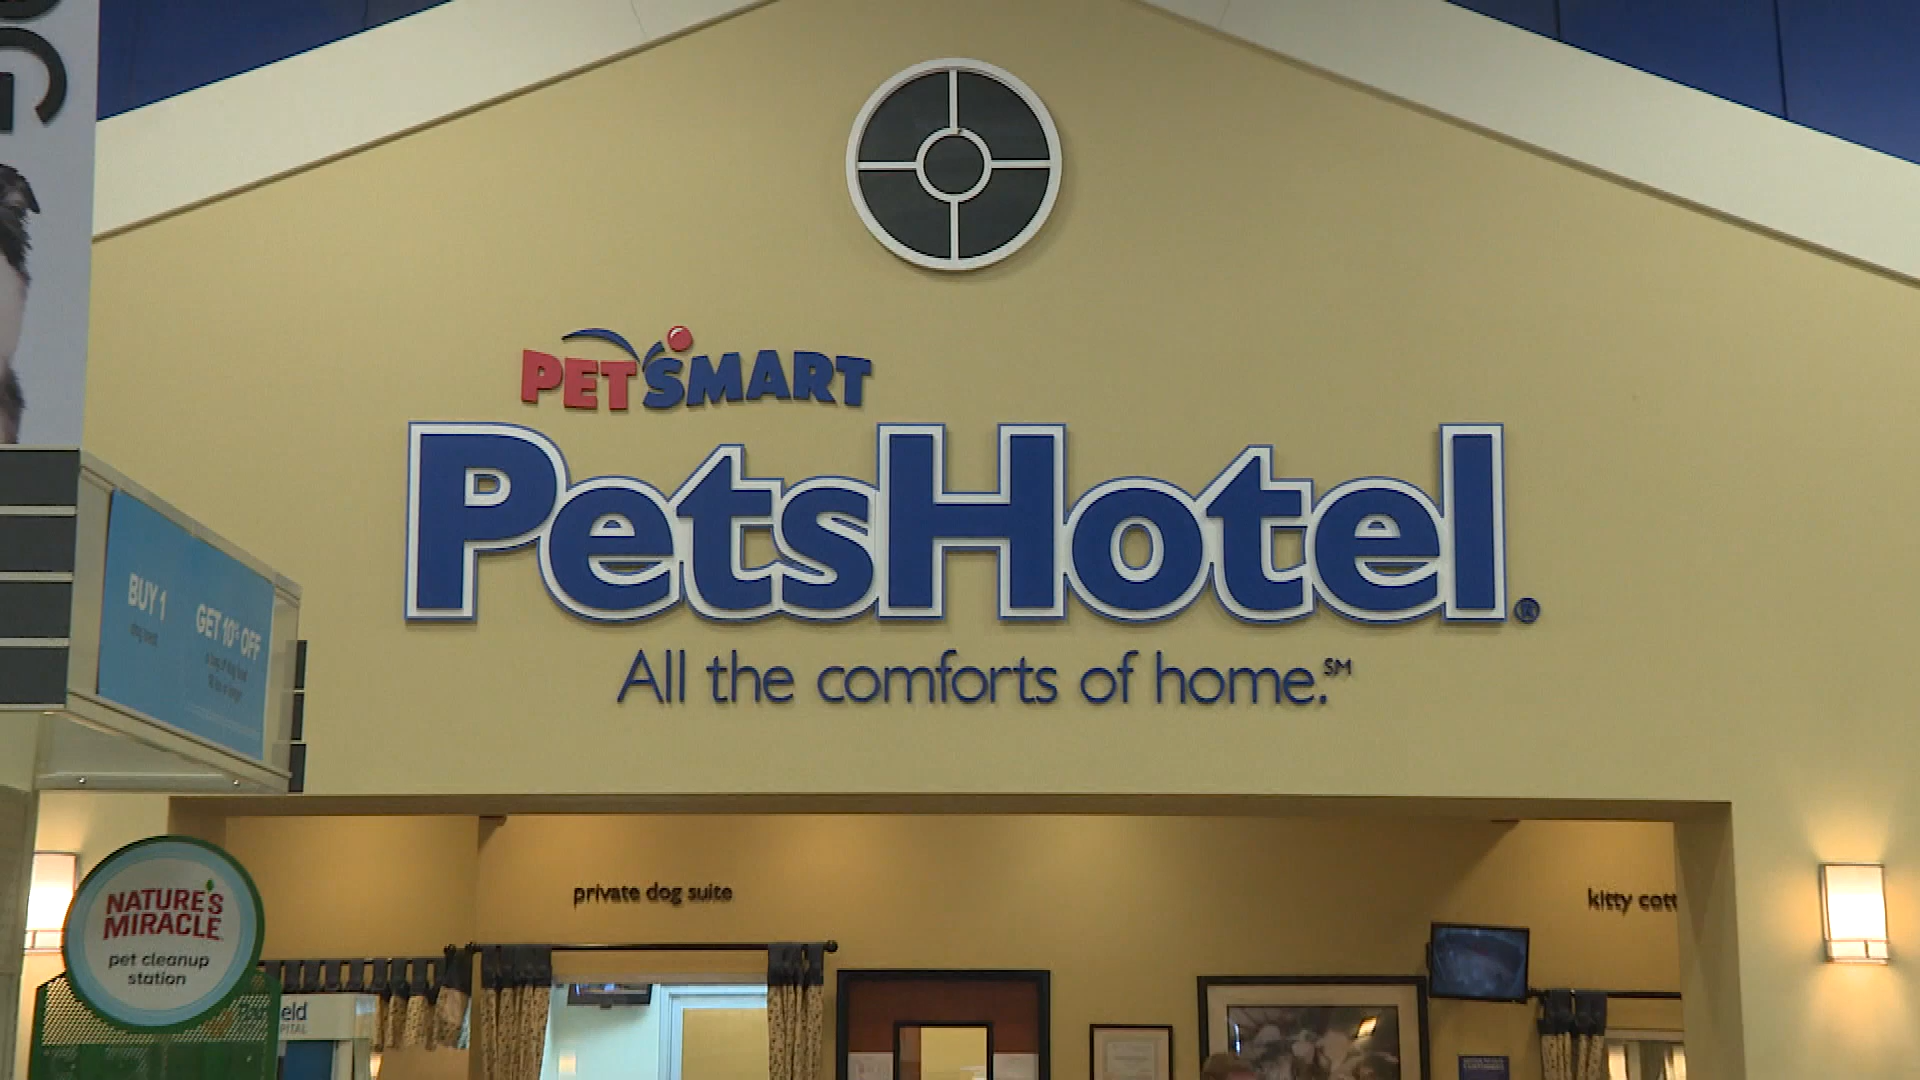 PETSMART
PetsHotel®
All the comforts of home.℠
BUY 1
GET 10% OFF
NATURE'S
MIRACLE
pet cleanup
station
private dog suite
kitty cott